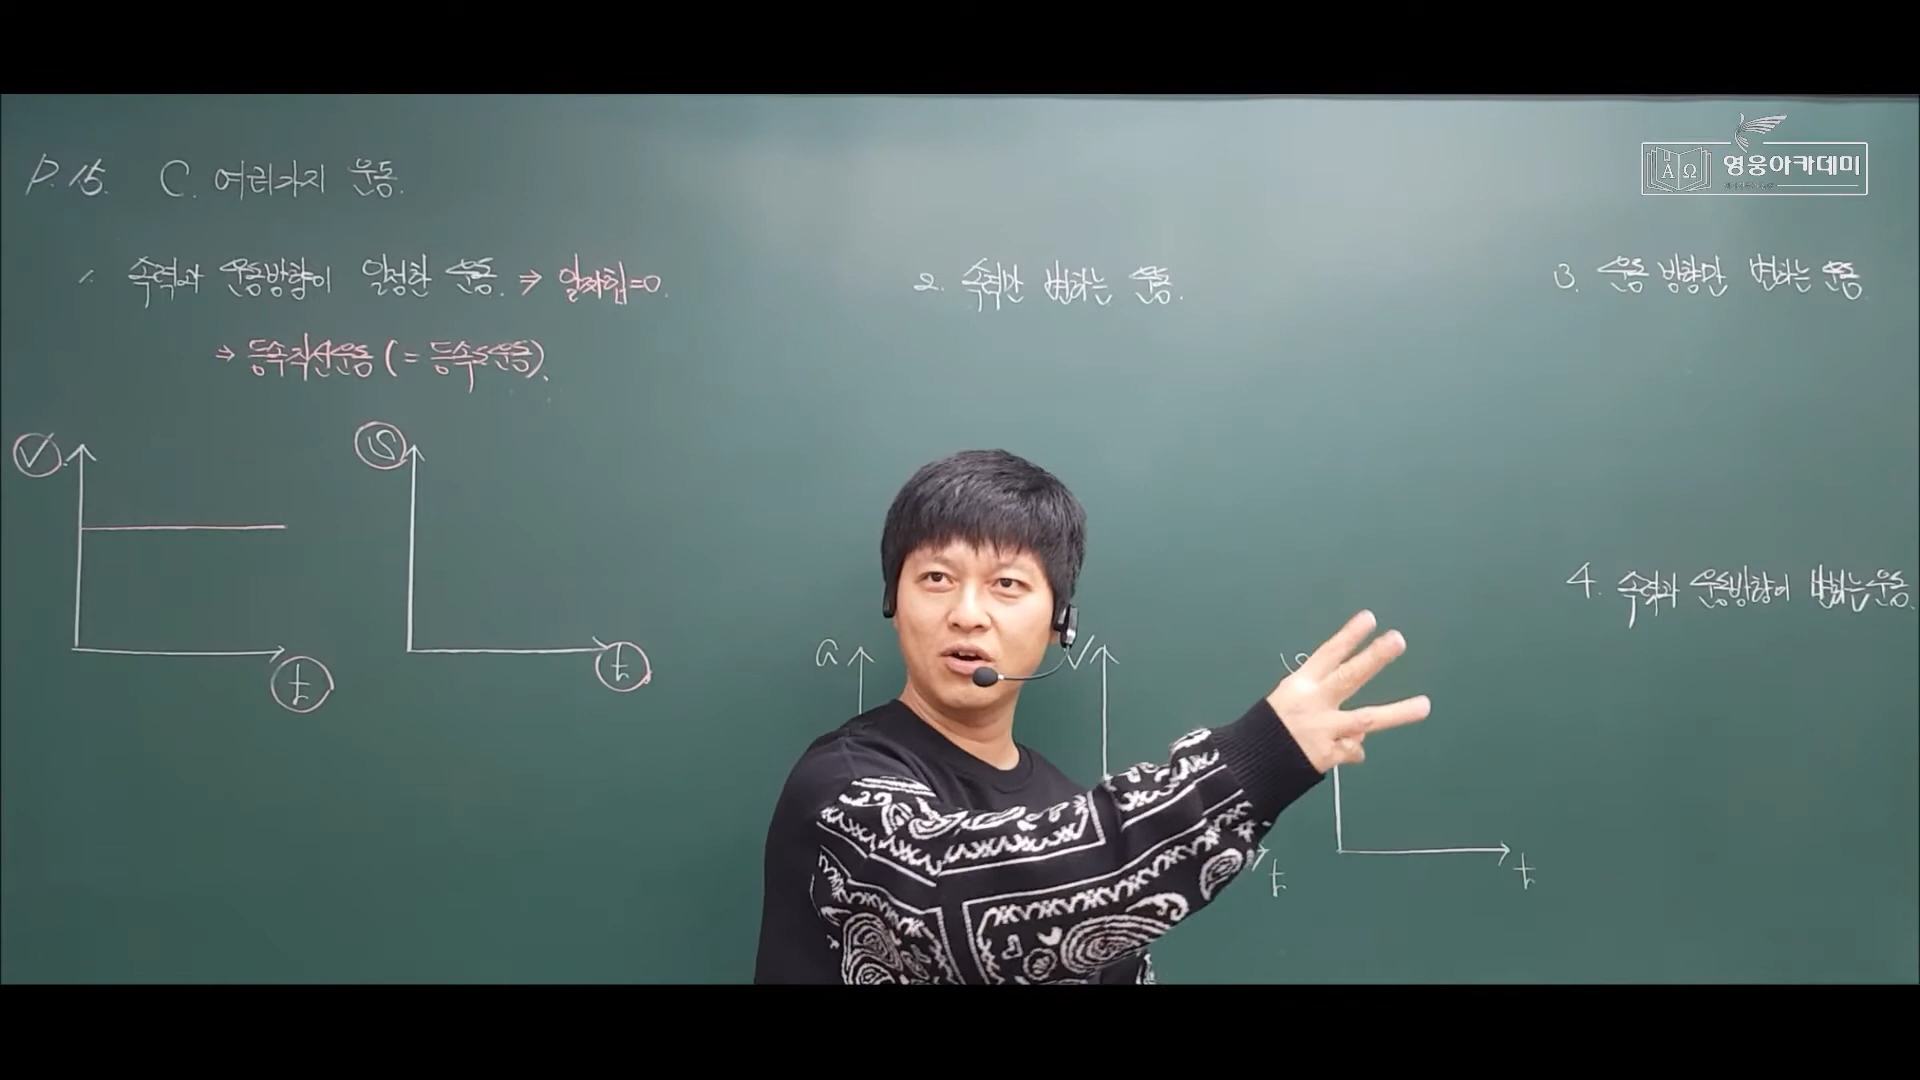 P. 15. C. 여러가지 운동.
영웅아카데미
1. 속력과 운동방향이 일정한 운동. ⇒ 알짜힘=0.
⇒ 등속직선운동 (= 등속도운동).
v
t
s
t
2. 속력만 변하는 운동.
a
v
t
s
t
3. 운동 방향만 변하는 운동
4. 속력과 운동방향이 변하는 운동.